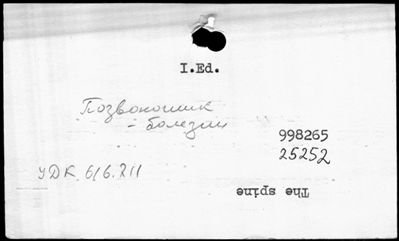 I.Ed.
Позвоночник
- болезни
998265
25252
УДК 616.711
The spine